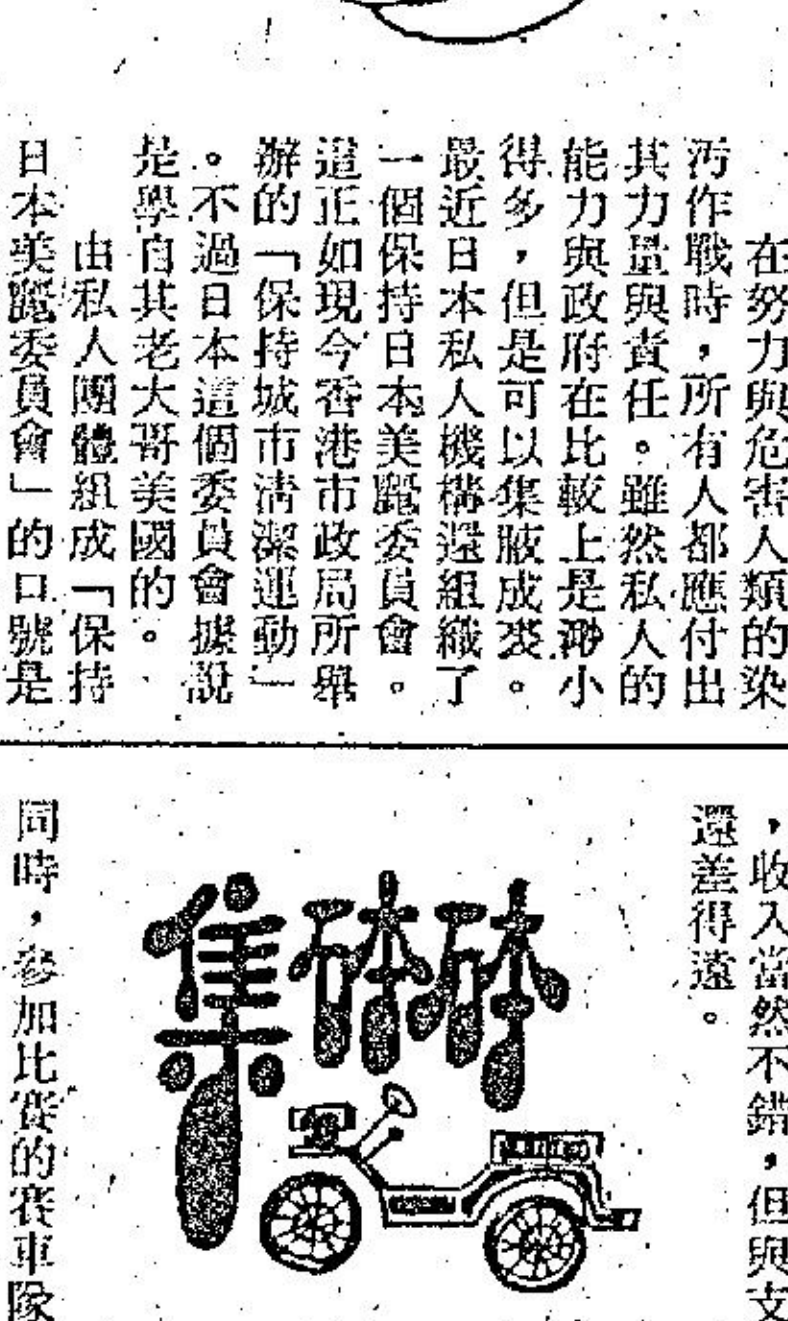 在努力與危害人類的染
汚作戰時，所有人都應付出
其力量與責任。雖然私人的
能力與政府在比較上是渺小
得多，但是可以集腋成裘。
最近日本私人機構還組織了
一個保持日本美麗委員會。
這正如現今香港市政局所舉
辦的「保持城市清潔運動」
。不過日本這個委員會據說
是學自其老大哥美國的。
由私人團體組成「保持
日本美麗委員會」的口號是
，收入當然不錯，但與支
還差得遠。
砵砵集
同時，參加比賽的賽車隊